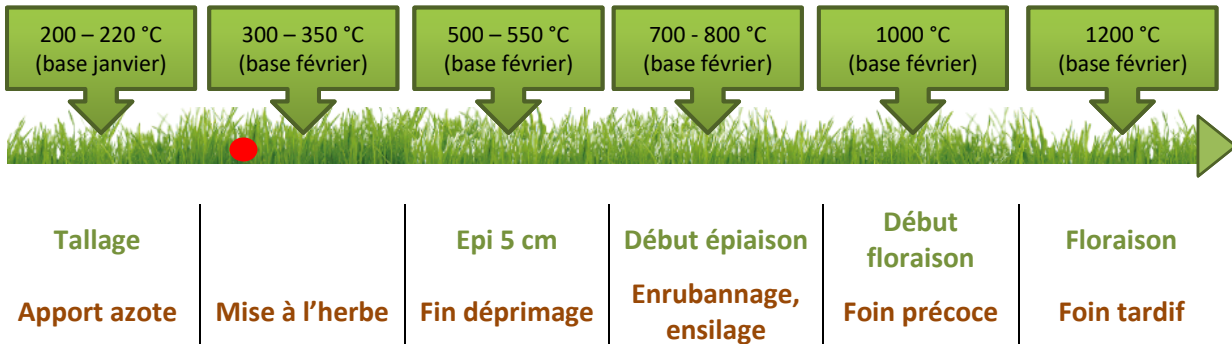 200 – 220 °C
(base janvier)
300 – 350 °C
(base février)
500 – 550 °C
(base février)
700 - 800 °C
(base février)
1000 °C
(base février)
1200 °C
(base février)
Tallage
Epi 5 cm
Début épiaison
Début
floraison
Floraison
Apport azote
Mise à l’herbe
Fin déprimage
Enrubannage,
ensilage
Foin précoce
Foin tardif